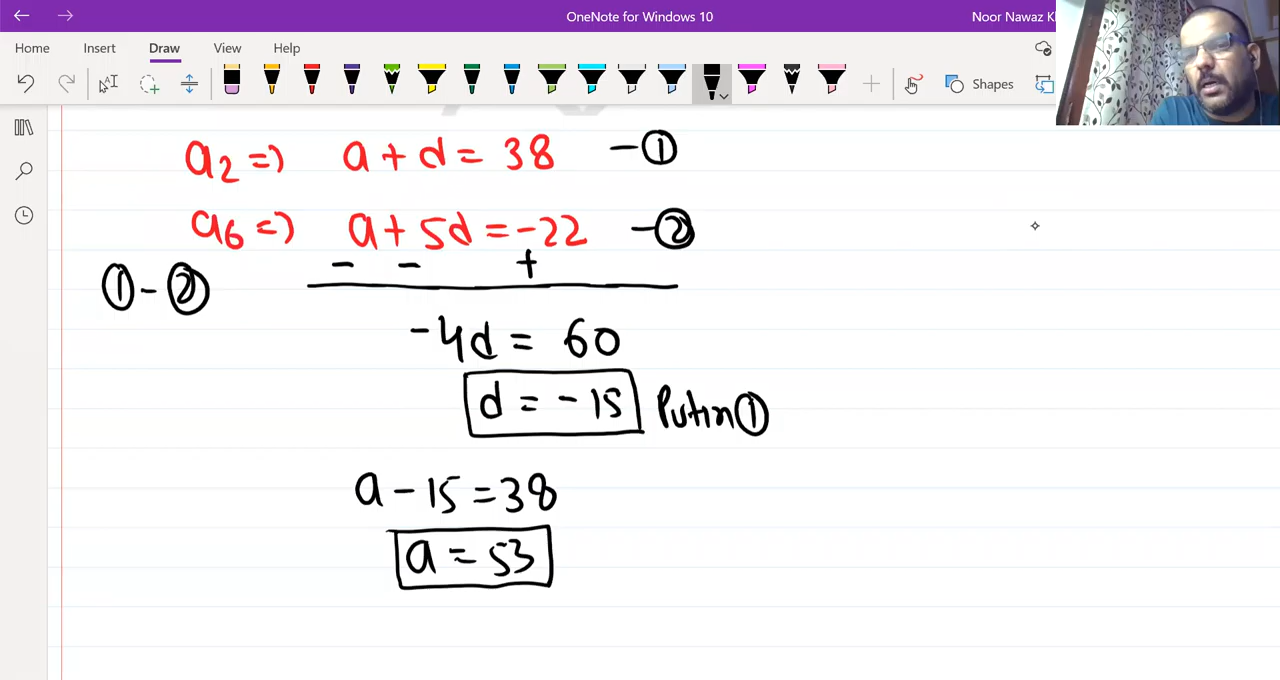 OneNote for Windows 10
Noor Nawaz Kh
Home Insert Draw View Help
Shapes
a2 => a + d = 38 -①
a6 => a + 5d = -22 -②
- - +
① - ②
-4d = 60
d = -15 Put in ①
a - 15 = 38
a = 53